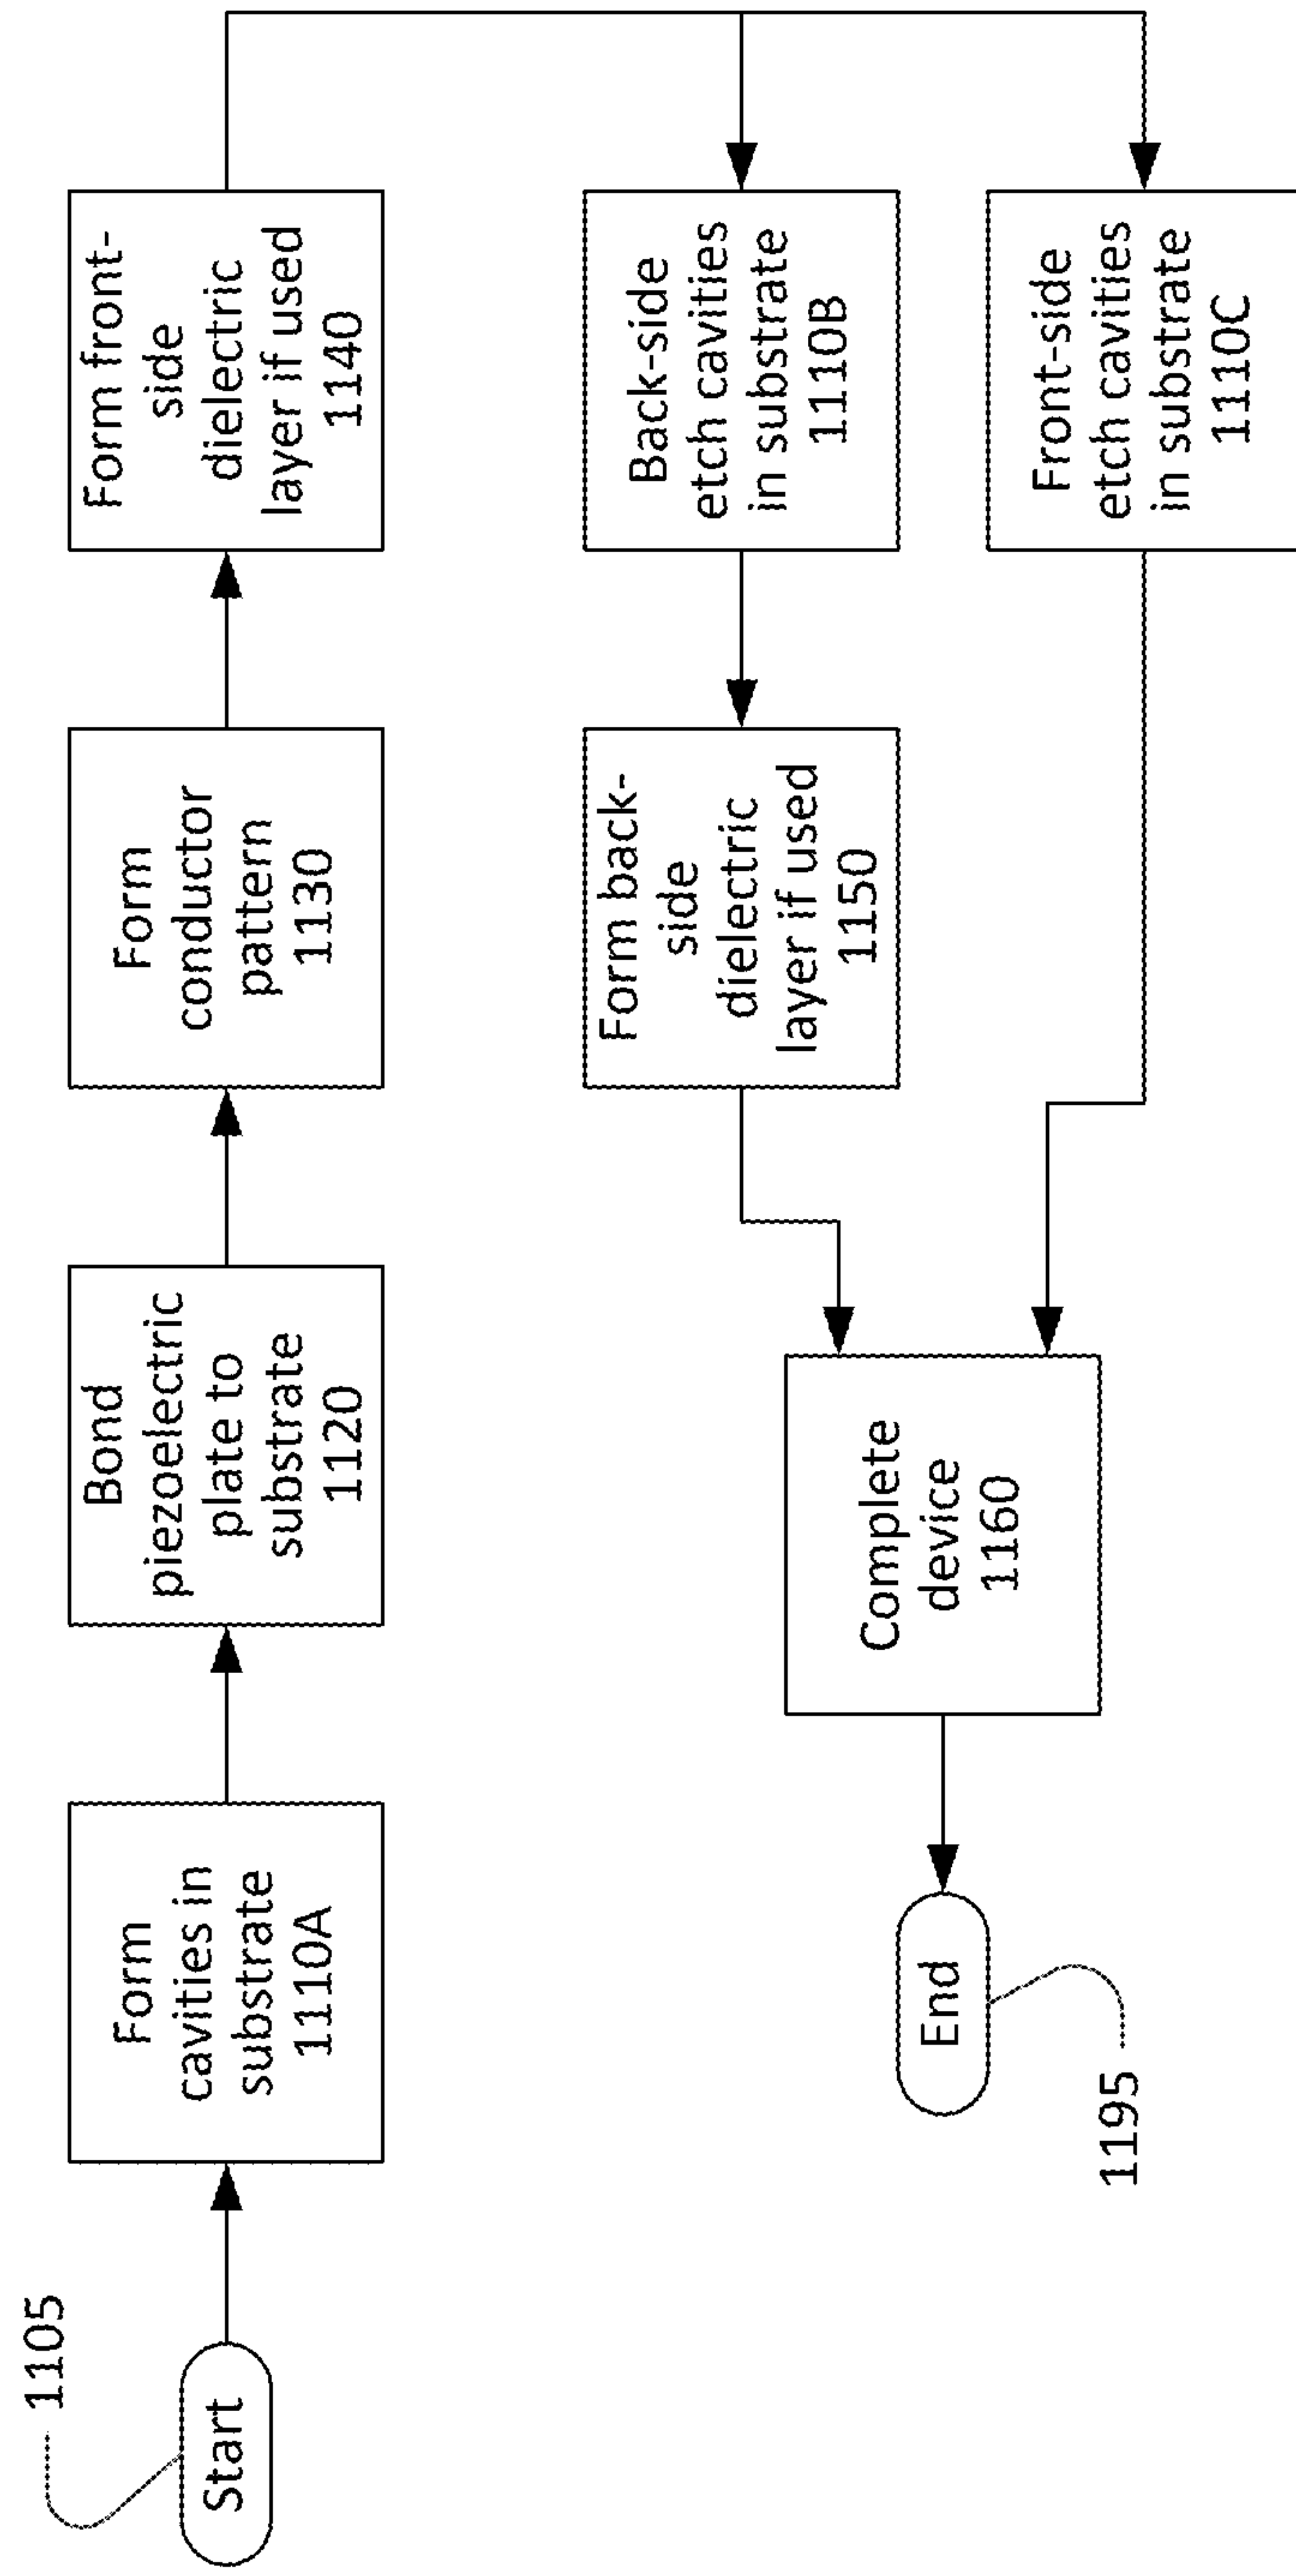 1105
Start
Form
cavities in
substrate
1110A
Bond
piezoelectric
plate to
substrate
1120
Form
conductor
pattern
1130
Form front-
side
dielectric
layer if used
1140
Back-side
etch cavities
in substrate
1110B
Form back-
side
dielectric
layer if used
1150
Front-side
etch cavities
in substrate
1110C
Complete
device
1160
End
1195